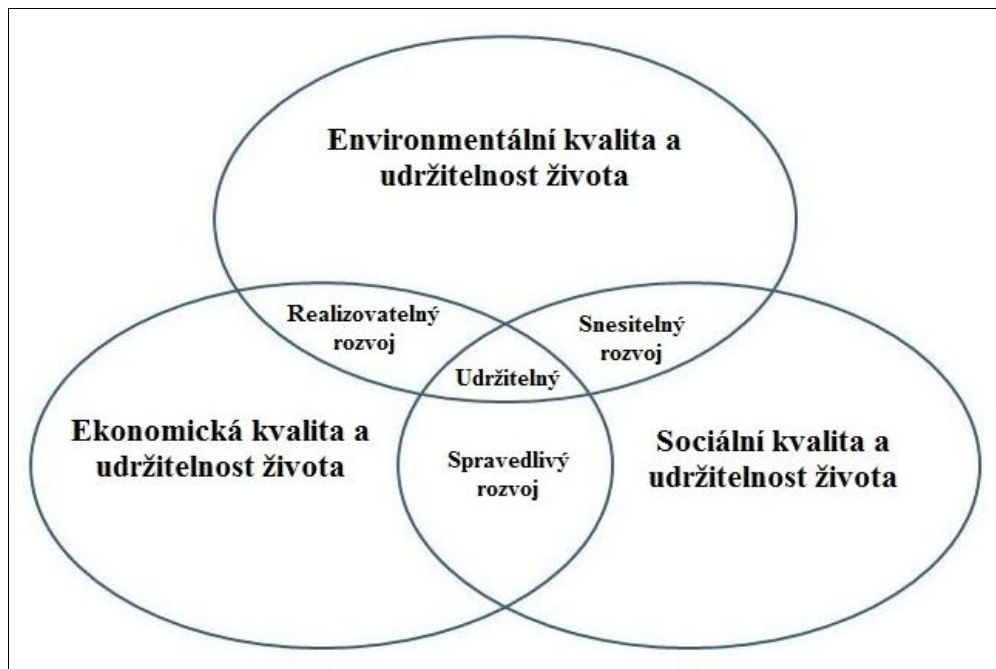 Environmentální kvalita a
udržitelnost života
Realizovatelný
rozvoj
Snesitelný
rozvoj
Udržitelný
Ekonomická kvalita a
udržitelnost života
Spravedlivý
rozvoj
Sociální kvalita a
udržitelnost života